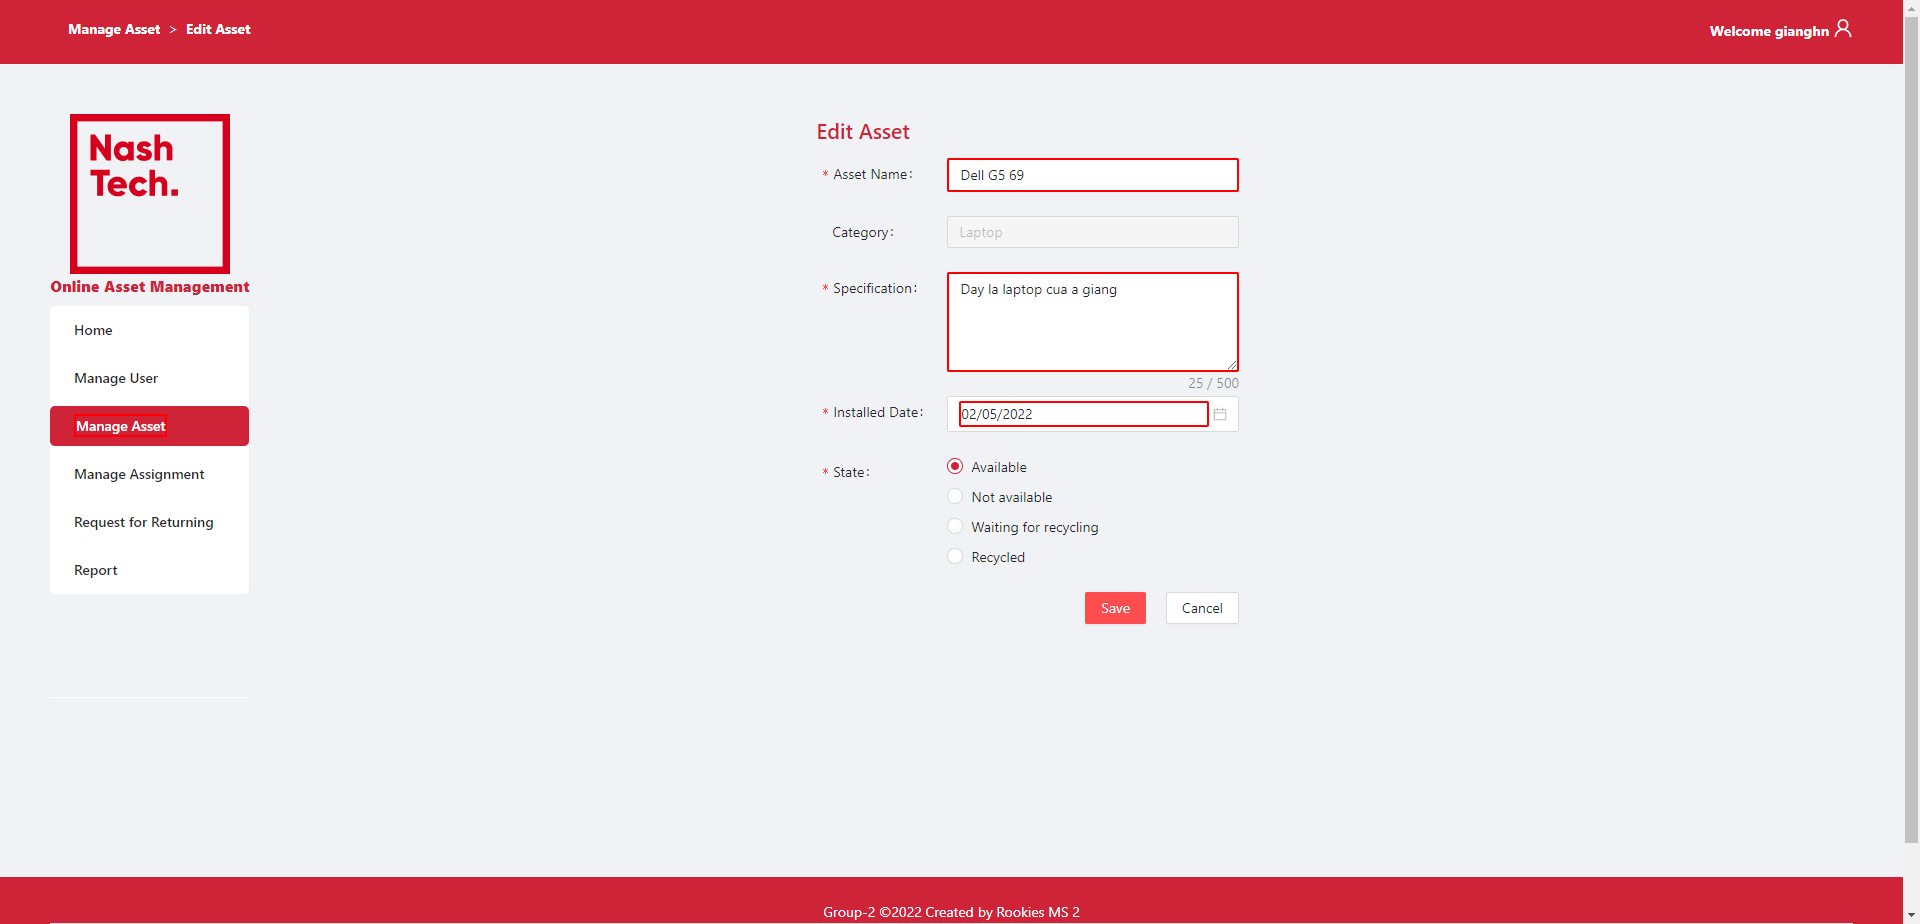 Manage Asset > Edit Asset
Welcome gianghn
Nash
Tech.
Online Asset Management
Home
Manage User
Manage Asset
Manage Assignment
Request for Returning
Report
Edit Asset
* Asset Name: Dell G5 69
Category: Laptop
* Specification: Day la laptop cua a giang
25 / 500
* Installed Date: 02/05/2022
* State: Available
Not available
Waiting for recycling
Recycled
Save Cancel
Group-2 ©2022 Created by Rookies MS 2